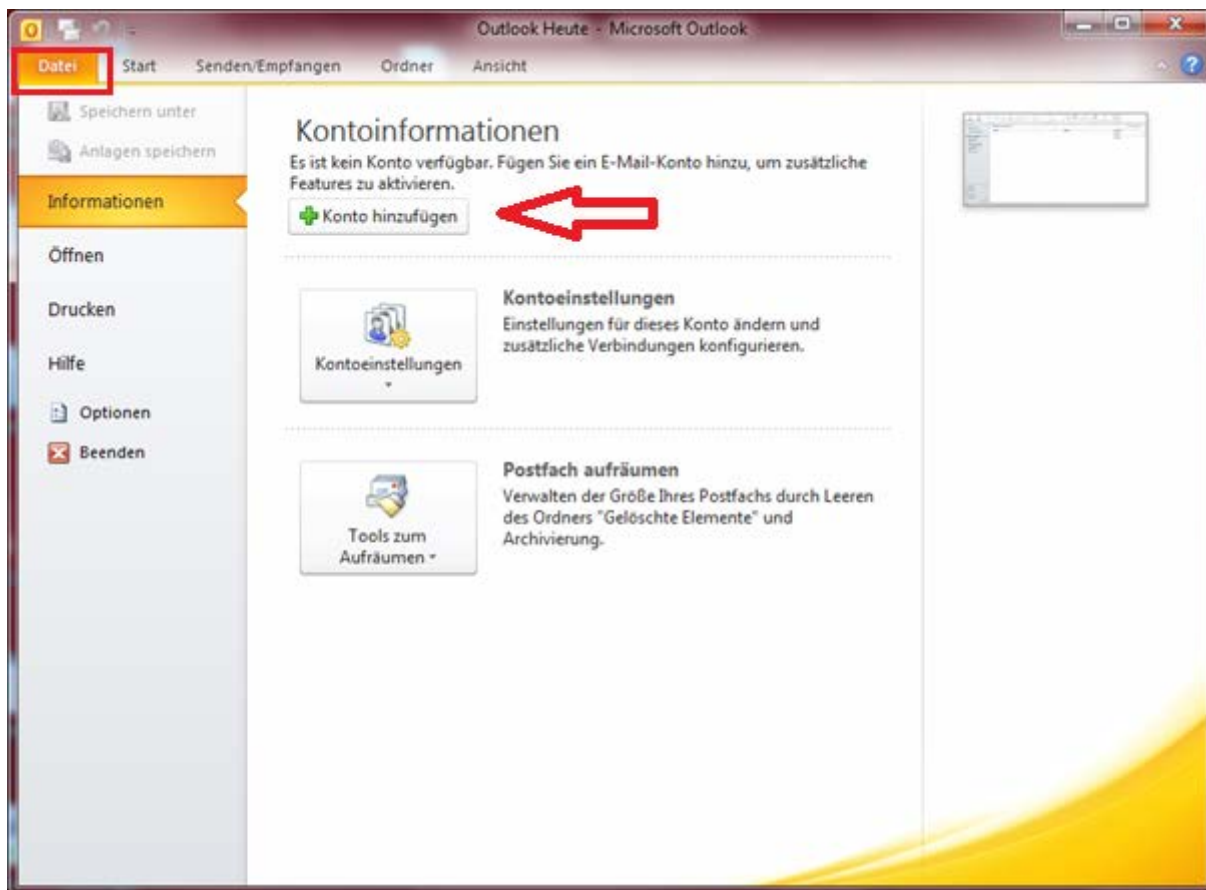 Outlook Heute - Microsoft Outlook
Datei Start Senden/Empfangen Ordner Ansicht
Speichern unter
Anlagen speichern
Informationen
Öffnen
Drucken
Hilfe
Optionen
Beenden
Kontoinformationen
Es ist kein Konto verfügbar. Fügen Sie ein E-Mail-Konto hinzu, um zusätzliche
Features zu aktivieren.
Konto hinzufügen
Kontoeinstellungen
Kontoeinstellungen
Einstellungen für dieses Konto ändern und
zusätzliche Verbindungen konfigurieren.
Tools zum
Aufräumen
Postfach aufräumen
Verwalten der Größe Ihres Postfachs durch Leeren
des Ordners "Gelöschte Elemente" und
Archivierung.